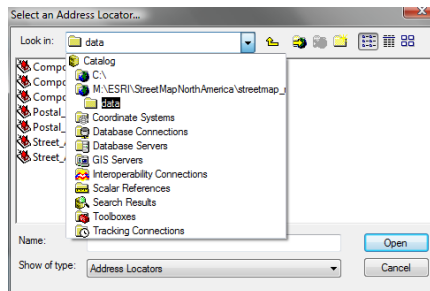 Select an Address Locator...
Look in: data
Catalog
C:\
M:\ESRI\StreetMapNorthAmerica\streetmap_
data
Coordinate Systems
Database Connections
Database Servers
GIS Servers
Interoperability Connections
Scalar References
Search Results
Toolboxes
Tracking Connections
Compo
Compo
Compo
Postal_
Postal_
Street_
Street_
Name:
Open
Show of type: Address Locators
Cancel